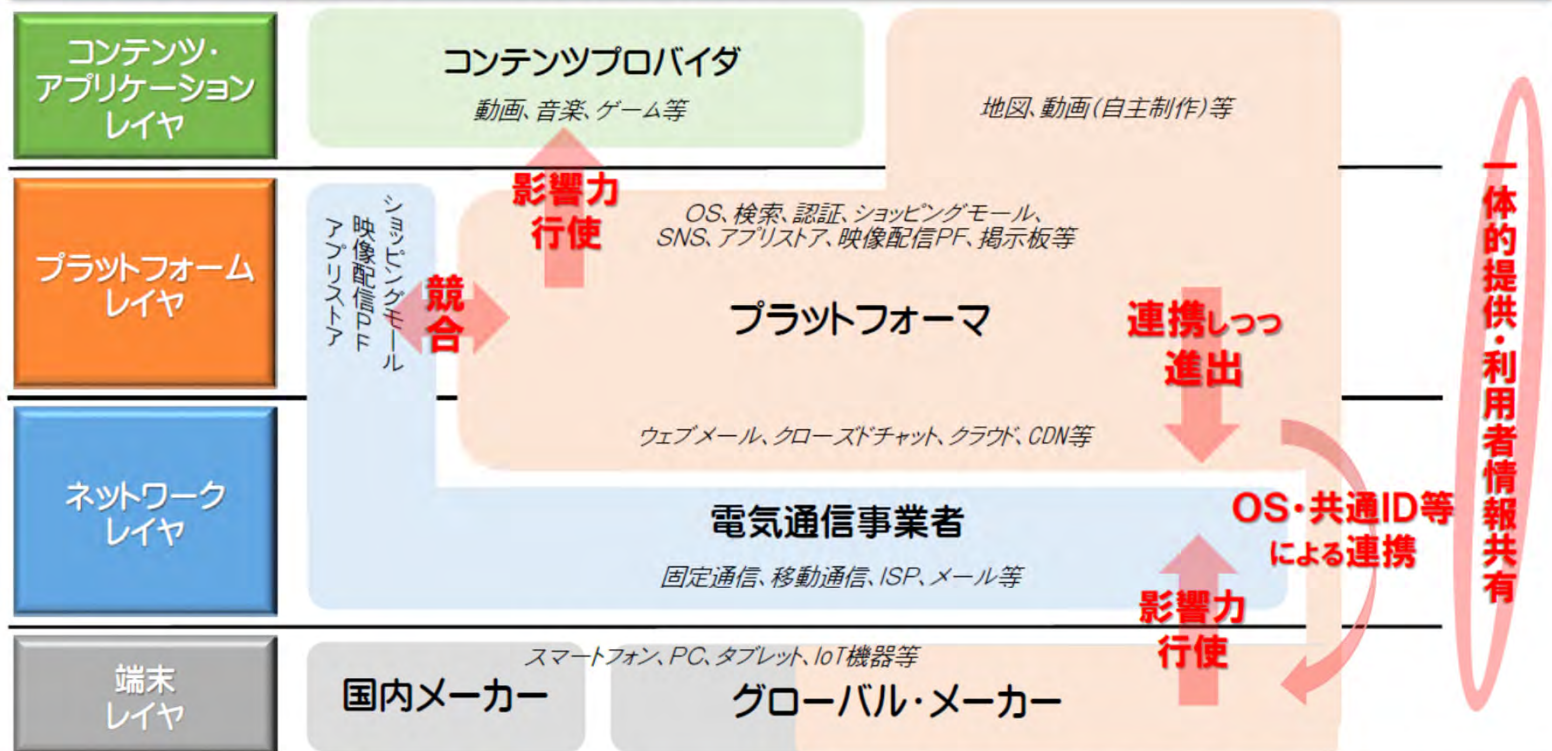 コンテンツ・
アプリケーション
レイヤ
コンテンツプロバイダ
動画、音楽、ゲーム等
地図、動画(自主制作)等
影響力
行使
プラットフォーム
レイヤ
ショッピングモール
映像配信PF
アプリストア
競
合
OS、検索、認証、ショッピングモール、
SNS、アプリストア、映像配信PF、掲示板等
プラットフォーマ
連携しつつ
進出
ウェブメール、クローズドチャット、クラウド、CDN等
ネットワーク
レイヤ
電気通信事業者
固定通信、移動通信、ISP、メール等
OS・共通ID等
による連携
影響力
行使
端末
レイヤ
スマートフォン、PC、タブレット、IoT機器等
国内メーカー
グローバル・メーカー
一体的提供・利用者情報共有